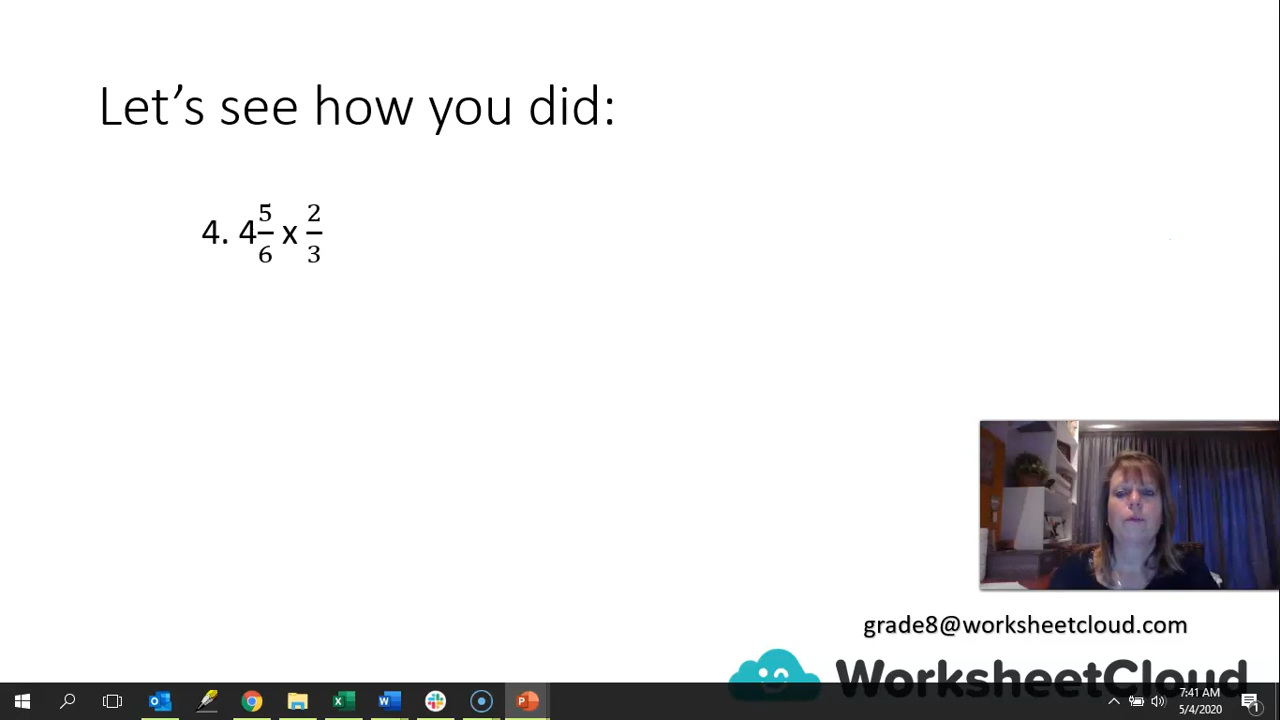 Let's see how you did:
4. 4 5/6 x 2/3
grade8@worksheetcloud.com
WorksheetCloud
7:41 AM
5/4/2020
1